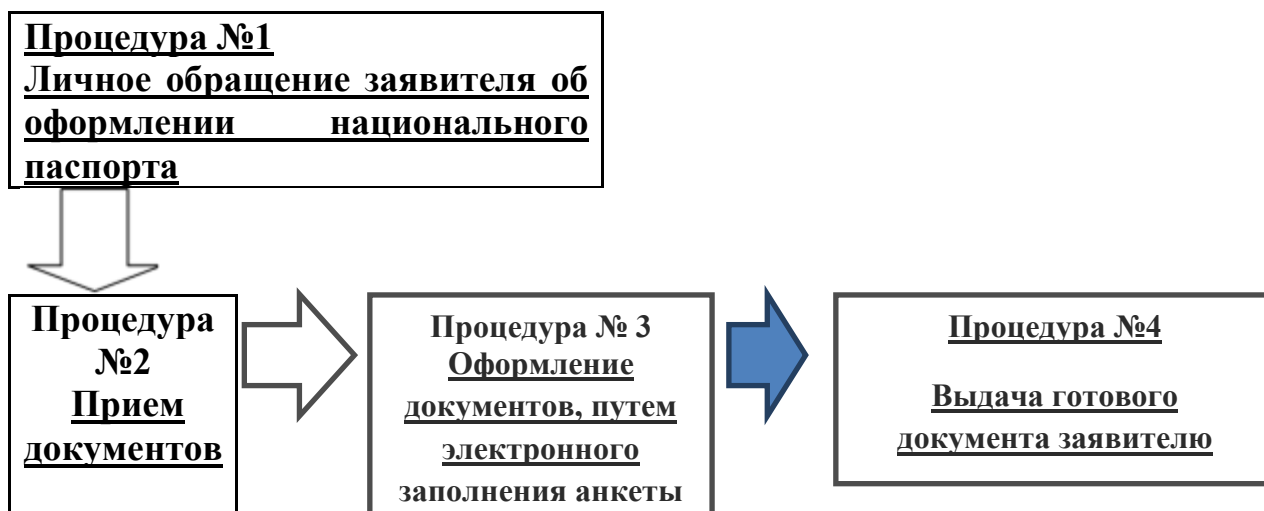 Процедура №1
Личное обращение заявителя об
оформлении национального
паспорта
Процедура
№2
Прием
документов
Процедура № 3
Оформление
документов, путем
электронного
заполнения анкеты
Процедура №4
Выдача готового
документа заявителю